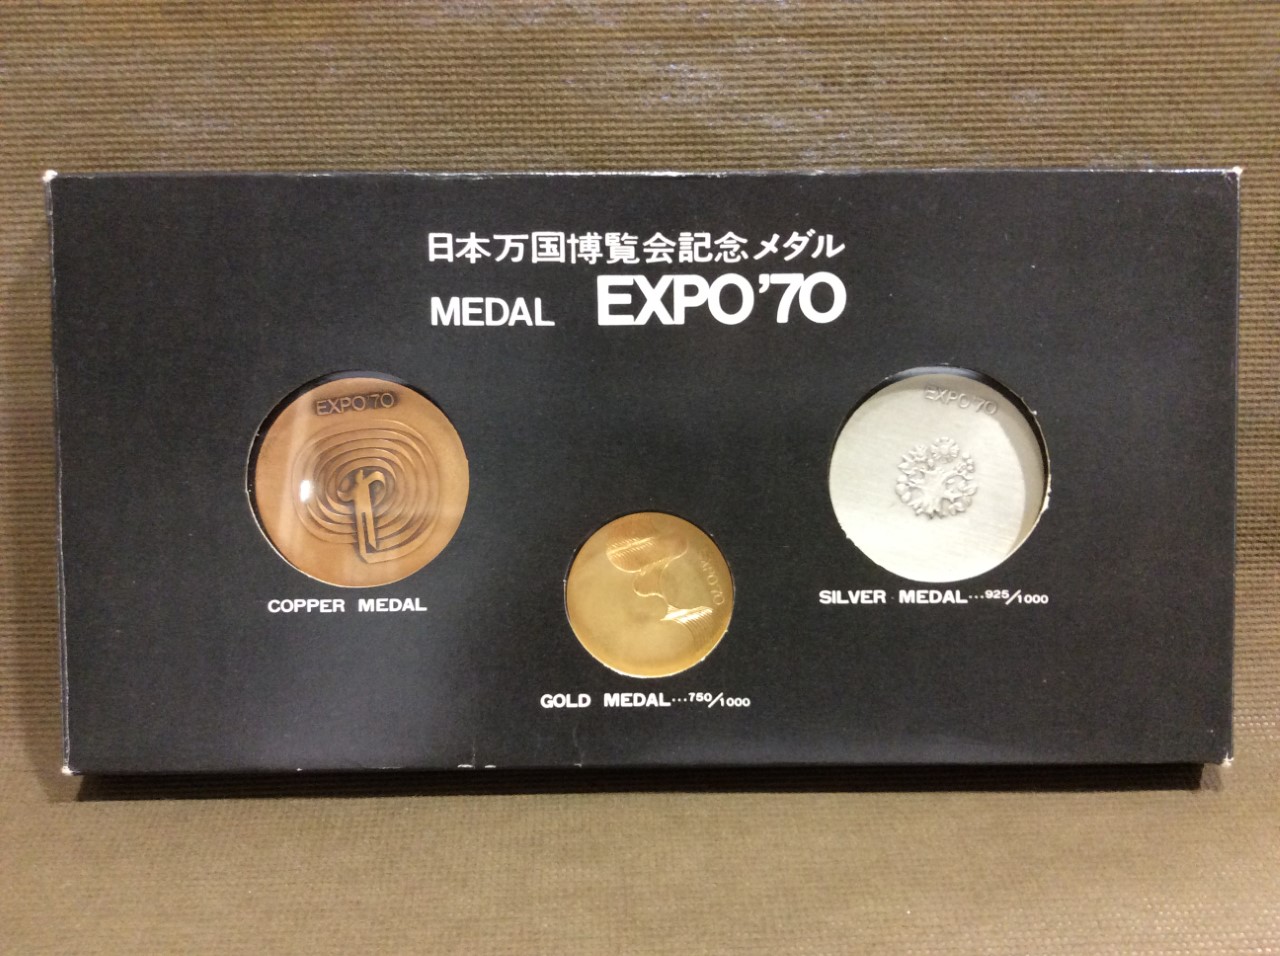 日本万国博覧会記念メダル
MEDAL EXPO'70
EXPO'70
EXPO'70
EXPO'70
COPPER MEDAL
SILVER MEDAL…925/1000
GOLD MEDAL…750/1000